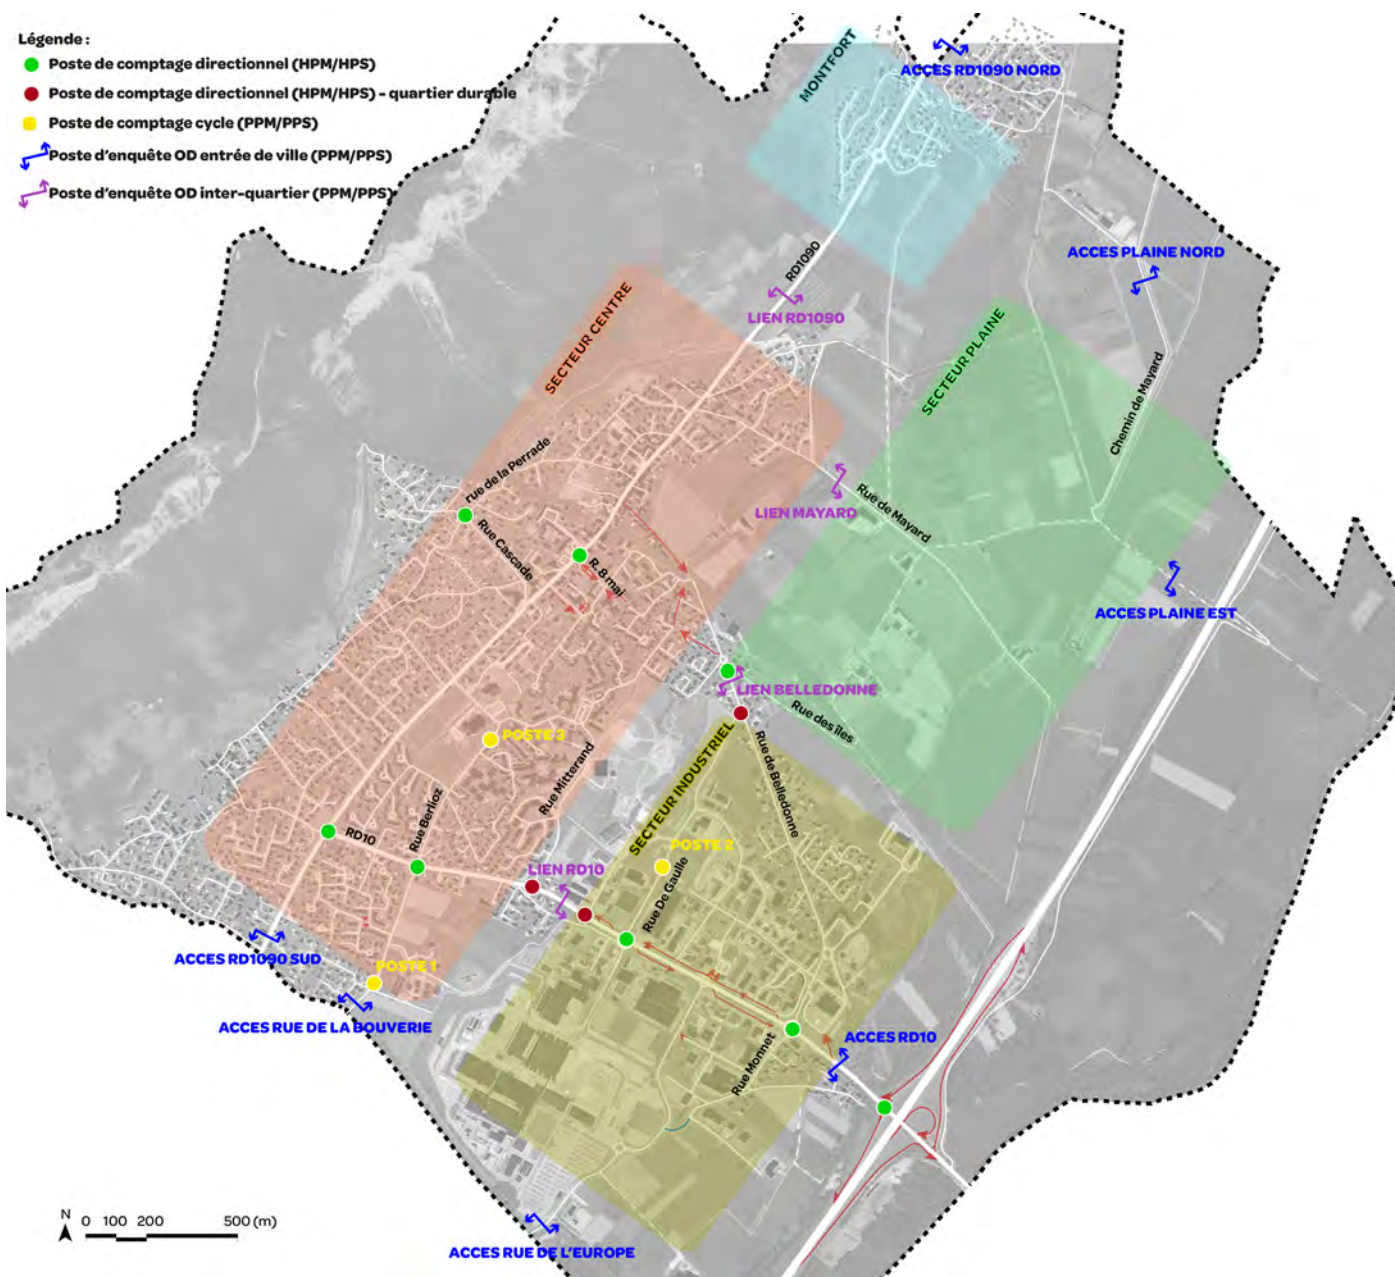 Légende :
Poste de comptage directionnel (HPM/HPS)
Poste de comptage directionnel (HPM/HPS) - quartier durable
Poste de comptage cycle (PPM/PPS)
Poste d'enquête OD entrée de ville (PPM/PPS)
Poste d'enquête OD inter-quartier (PPM/PPS)
MONTFORT
ACCES RD1090 NORD
ACCES PLAINE NORD
RD1090
LIEN RD1090
SECTEUR CENTRE
SECTEUR PLAINE
Chemin de Mayard
rue de la Perrade
Rue Cascade
R. 8 mai
LIEN MAYARD
Rue de Mayard
ACCES PLAINE EST
LIEN BELLEDONNE
Rue des îles
POSTE 3
Rue Mitterand
SECTEUR INDUSTRIEL
Rue de Belledonne
RD10
Rue Berlioz
LIEN RD10
POSTE 2
Rue De Gaulle
ACCES RD1090 SUD
POSTE 1
ACCES RUE DE LA BOUVERIE
Rue Monnet
ACCES RD10
ACCES RUE DE L'EUROPE
N
0 100 200 500 (m)